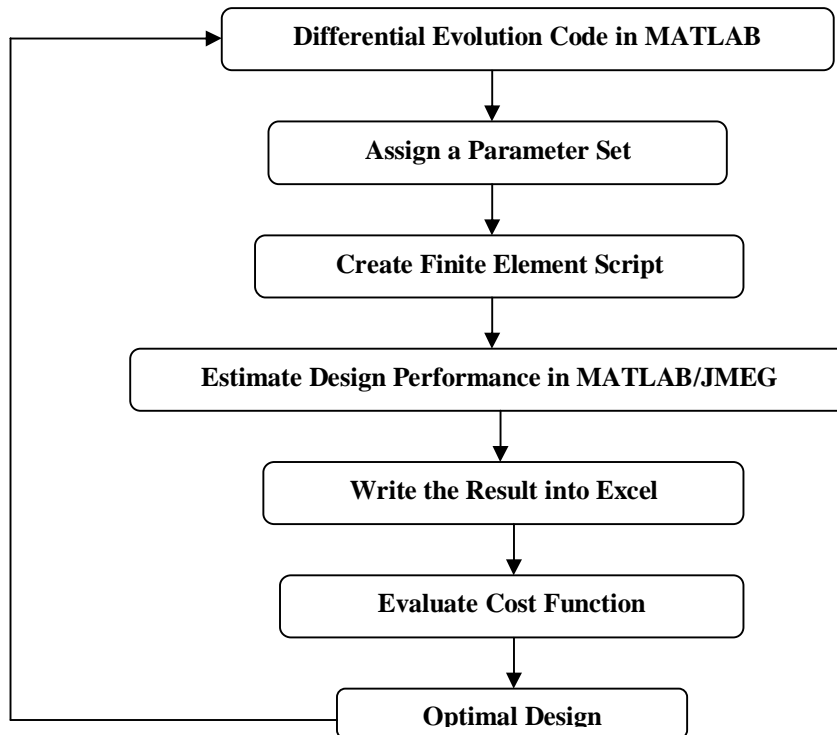 Differential Evolution Code in MATLAB
Assign a Parameter Set
Create Finite Element Script
Estimate Design Performance in MATLAB/JMEG
Write the Result into Excel
Evaluate Cost Function
Optimal Design